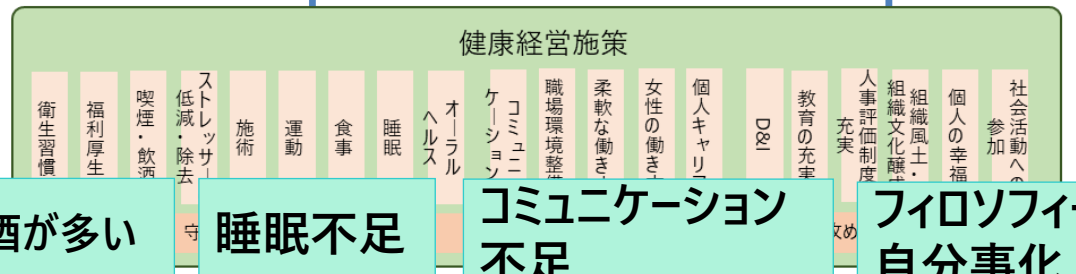 健康経営施策
衛生習慣
福利厚生
喫煙・飲酒
ストレッサー
低減・除去
施術
運動
食事
睡眠
オーラル
ヘルス
コミュニ
ケーション
職場環境整備
柔軟な働き
女性の働き
個人キャリア
D&I
教育の充実
人事評価制度
充実
組織風土・
組織文化醸成
個人の幸福
社会活動への
参加
守
攻め
酒が多い
睡眠不足
コミュニケーション
不足
フィロソフィー
自分事化